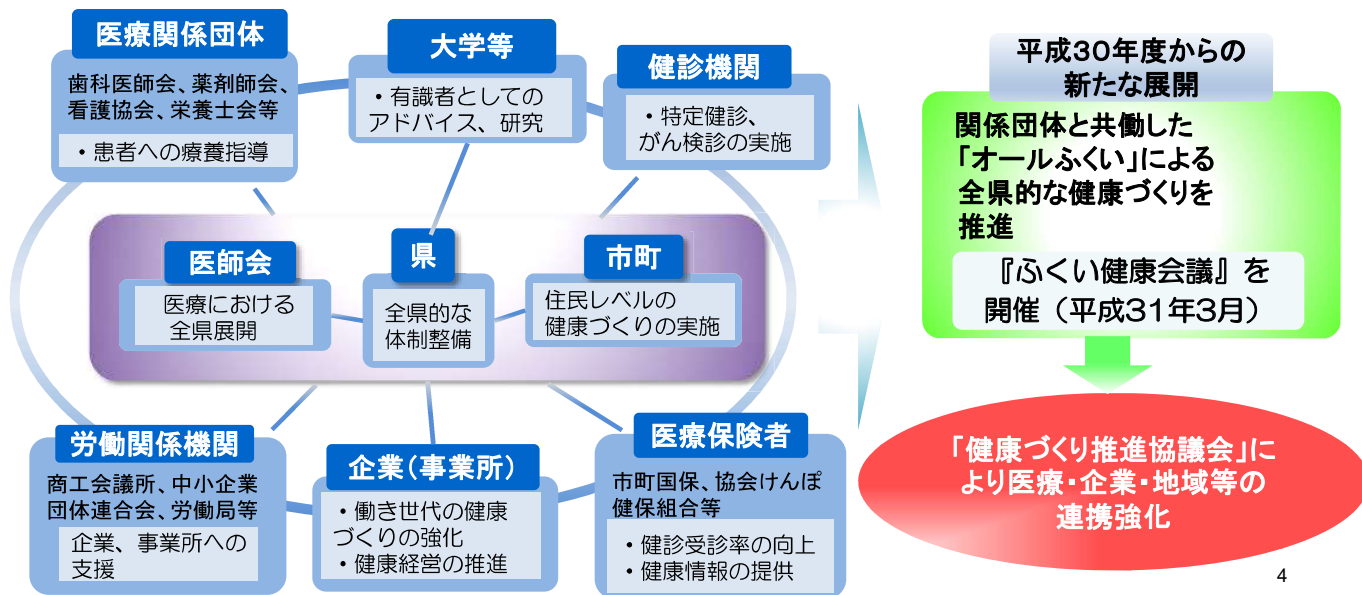 医療関係団体
歯科医師会、薬剤師会、
看護協会、栄養士会等
・患者への療養指導
大学等
・有識者としての
アドバイス、研究
健診機関
・特定健診、
がん検診の実施
医師会
医療における
全県展開
県
全県的な
体制整備
市町
住民レベルの
健康づくりの実施
労働関係機関
商工会議所、中小企業
団体連合会、労働局等
企業、事業所への
支援
企業(事業所)
・働き世代の健康
づくりの強化
・健康経営の推進
医療保険者
市町国保、協会けんぽ
健保組合等
・健診受診率の向上
・健康情報の提供
平成30年度からの
新たな展開
関係団体と共働した
「オールふくい」による
全県的な健康づくりを
推進
『ふくい健康会議』を
開催（平成31年3月）
「健康づくり推進協議会」に
より医療・企業・地域等の
連携強化
4